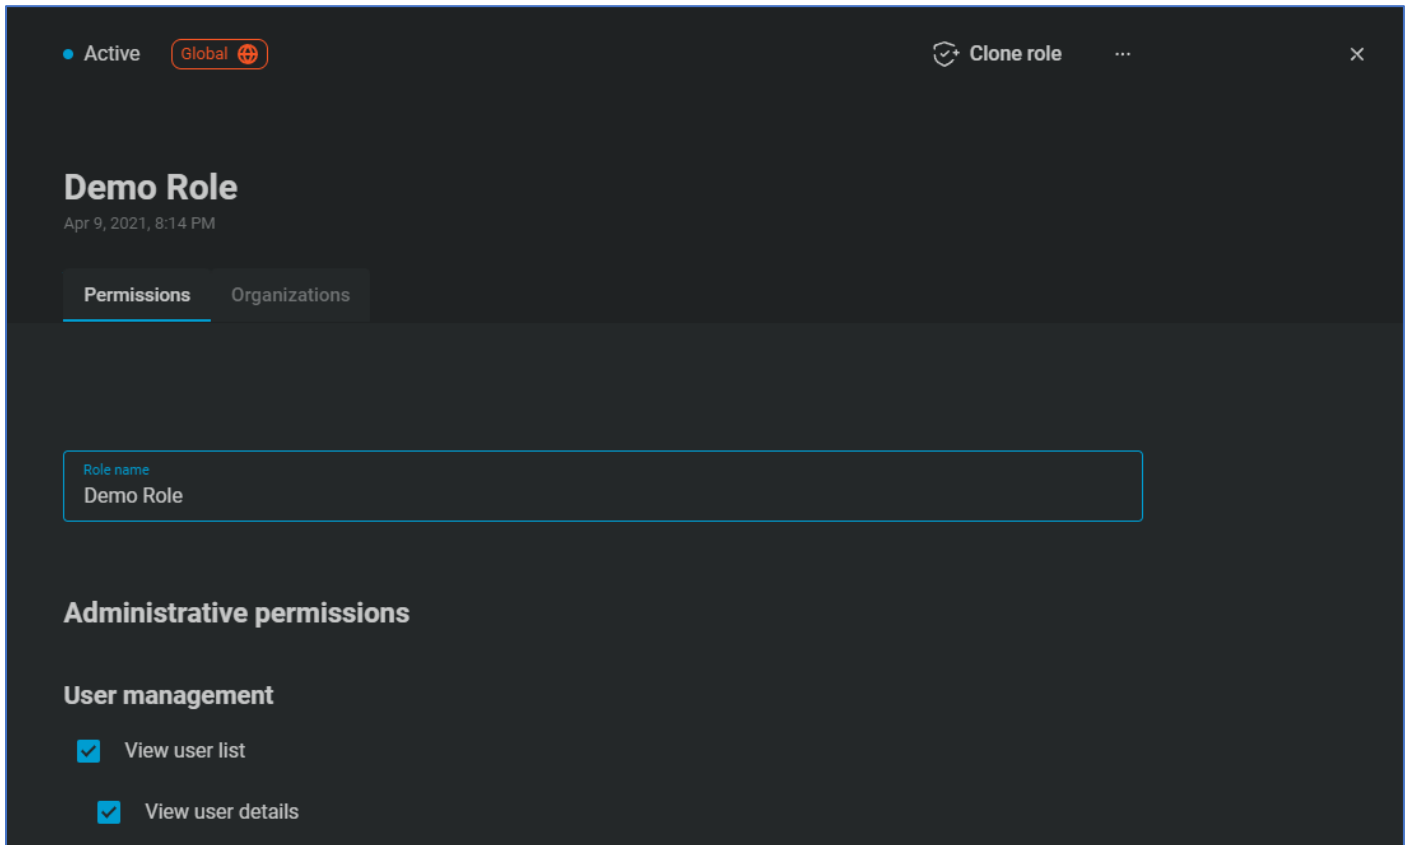 Active Global Clone role ...
Demo Role
Apr 9, 2021, 8:14 PM
Permissions Organizations
Role name
Demo Role
Administrative permissions
User management
View user list
View user details